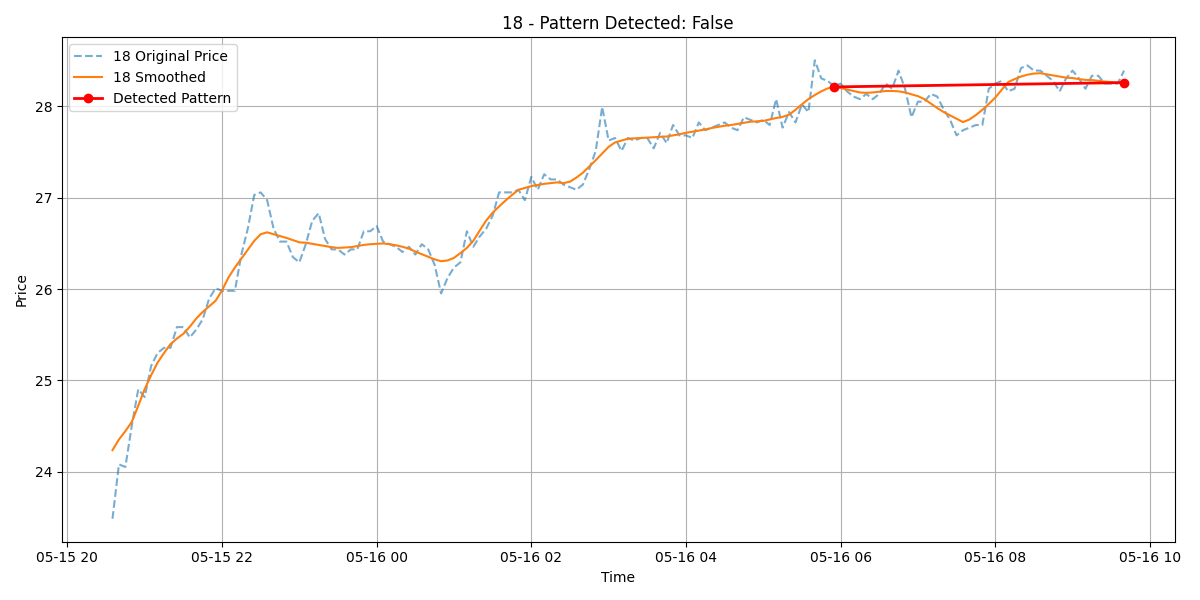 18 - Pattern Detected: False
18 Original Price
18 Smoothed
Detected Pattern
Price
28
27
26
25
24
05-15 20
05-15 22
05-16 00
05-16 02
05-16 04
05-16 06
05-16 08
05-16 10
Time